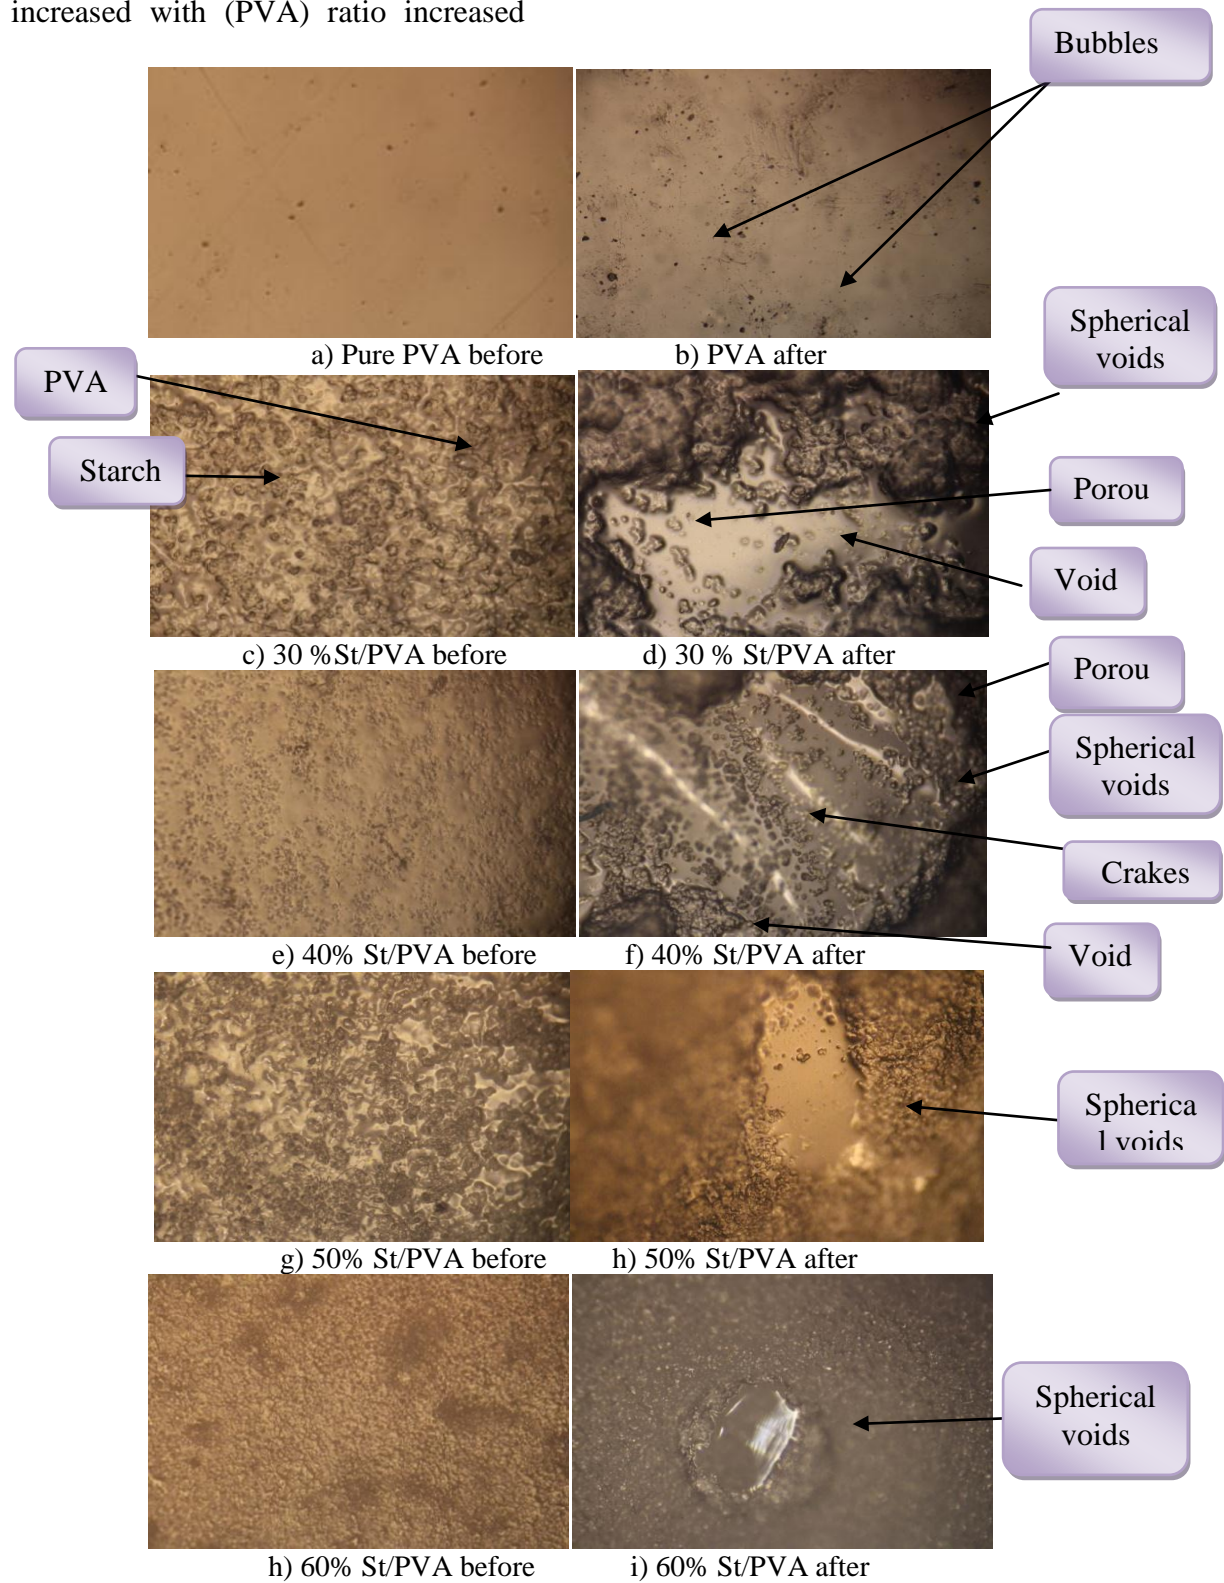 increased with (PVA) ratio increased
Bubbles
a) Pure PVA before
b) PVA after
Spherical
voids
PVA
Starch
Porou
Void
c) 30 %St/PVA before
d) 30 % St/PVA after
Porou
Spherical
voids
Crakes
Void
e) 40% St/PVA before
f) 40% St/PVA after
Spherica
l voids
g) 50% St/PVA before
h) 50% St/PVA after
Spherical
voids
h) 60% St/PVA before
i) 60% St/PVA after